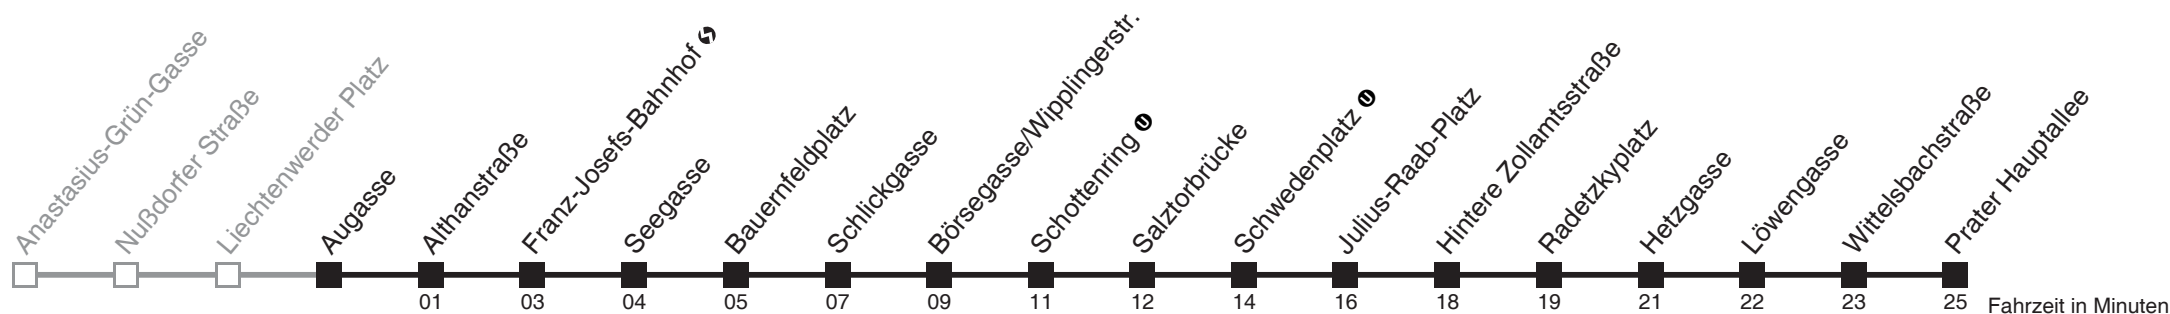 Anastasius-Grün-Gasse
Nußdorfer Straße
Liechtenwerder Platz
Augasse
Althanstraße
Franz-Josefs-Bahnhof
Seegasse
Bauernfeldplatz
Schlickgasse
Börsegasse/Wipplingerstr.
Schottenring U
Salztorbrücke
Schwedenplatz U
Julius-Raab-Platz
Hintere Zollamtsstraße
Radetzkyplatz
Hetzgasse
Löwengasse
Wittelsbachstraße
Prater Hauptallee
01 03 04 05 07 09 11 12 14 16 18 19 21 22 23 25 Fahrzeit in Minuten